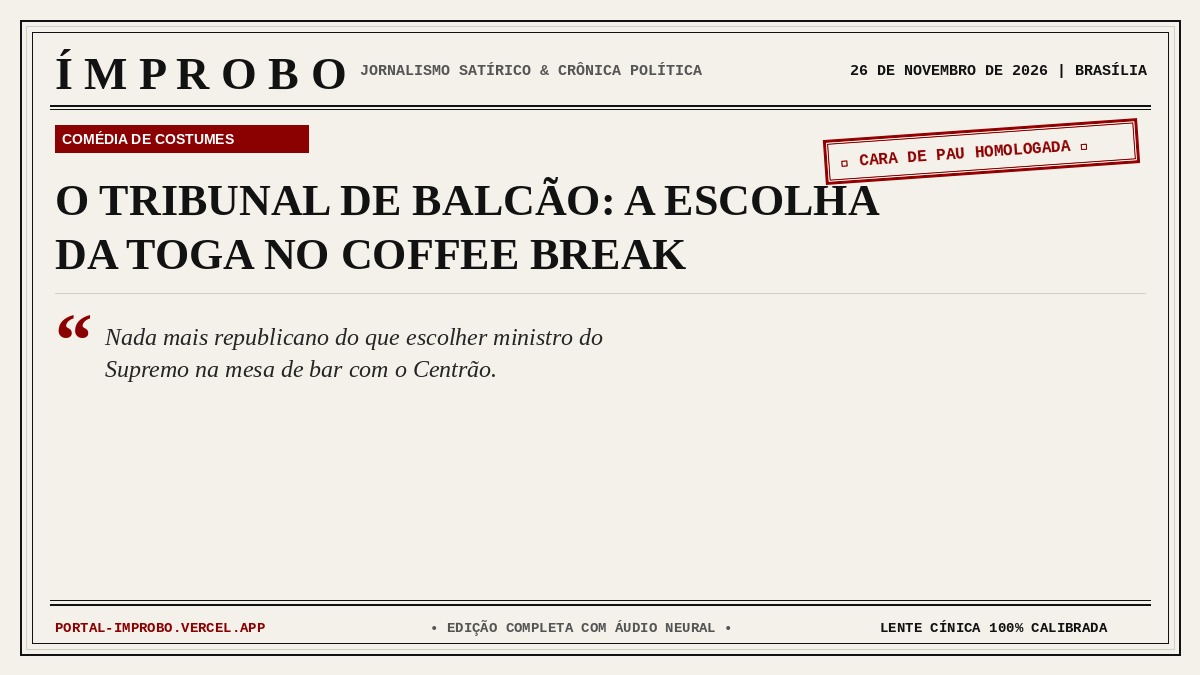 ÍMPROBO JORNALISMO SATÍRICO & CRÔNICA POLÍTICA 26 DE NOVEMBRO DE 2026 | BRASÍLIA
COMÉDIA DE COSTUMES
CARA DE PAU HOMOLOGADA
O TRIBUNAL DE BALCÃO: A ESCOLHA
DA TOGA NO COFFEE BREAK
“ Nada mais republicano do que escolher ministro do
Supremo na mesa de bar com o Centrão.
PORTAL-IMPROBO.VERCEL.APP • EDIÇÃO COMPLETA COM ÁUDIO NEURAL • LENTE CÍNICA 100% CALIBRADA